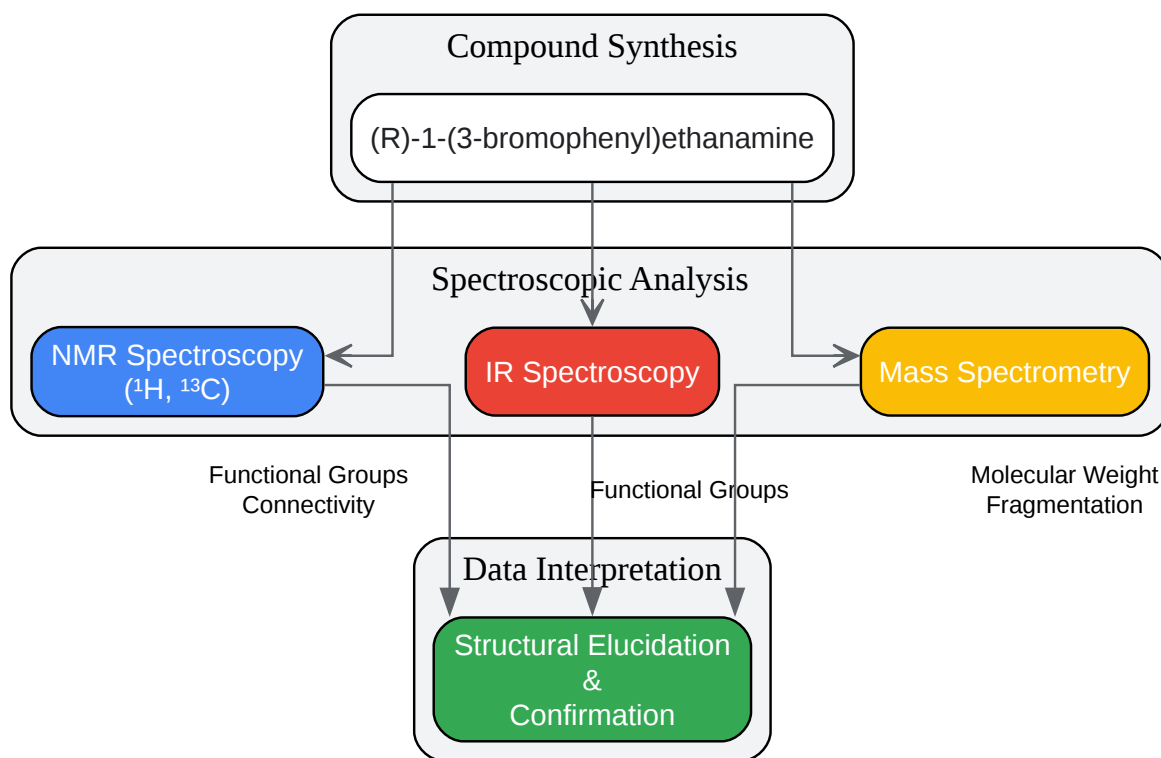 Compound Synthesis
(R)-1-(3-bromophenyl)ethanamine
Spectroscopic Analysis
NMR Spectroscopy
(¹H, ¹³C)
IR Spectroscopy
Mass Spectrometry
Functional Groups
Connectivity
Functional Groups
Molecular Weight
Fragmentation
Data Interpretation
Structural Elucidation
&
Confirmation